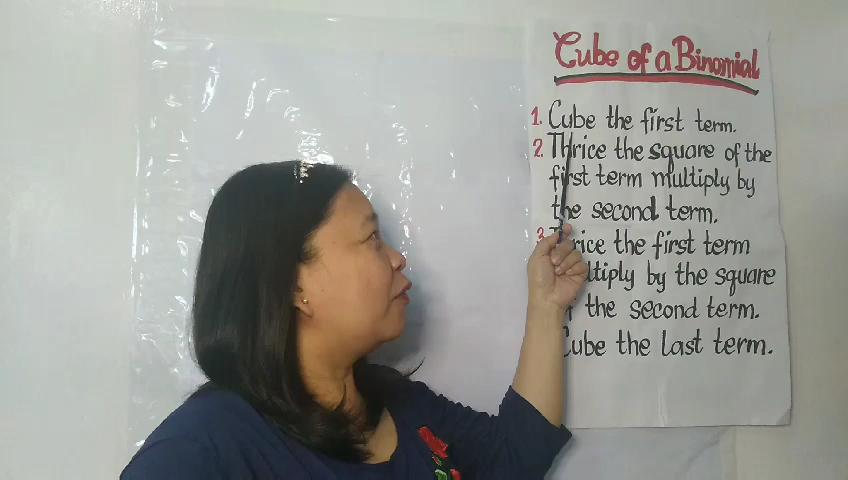 Cube of a Binomial
1. Cube the first term.
2. Thrice the square of the
first term multiply by
the second term.
3. Thrice the first term
multiply by the square
the second term.
Cube the last term.